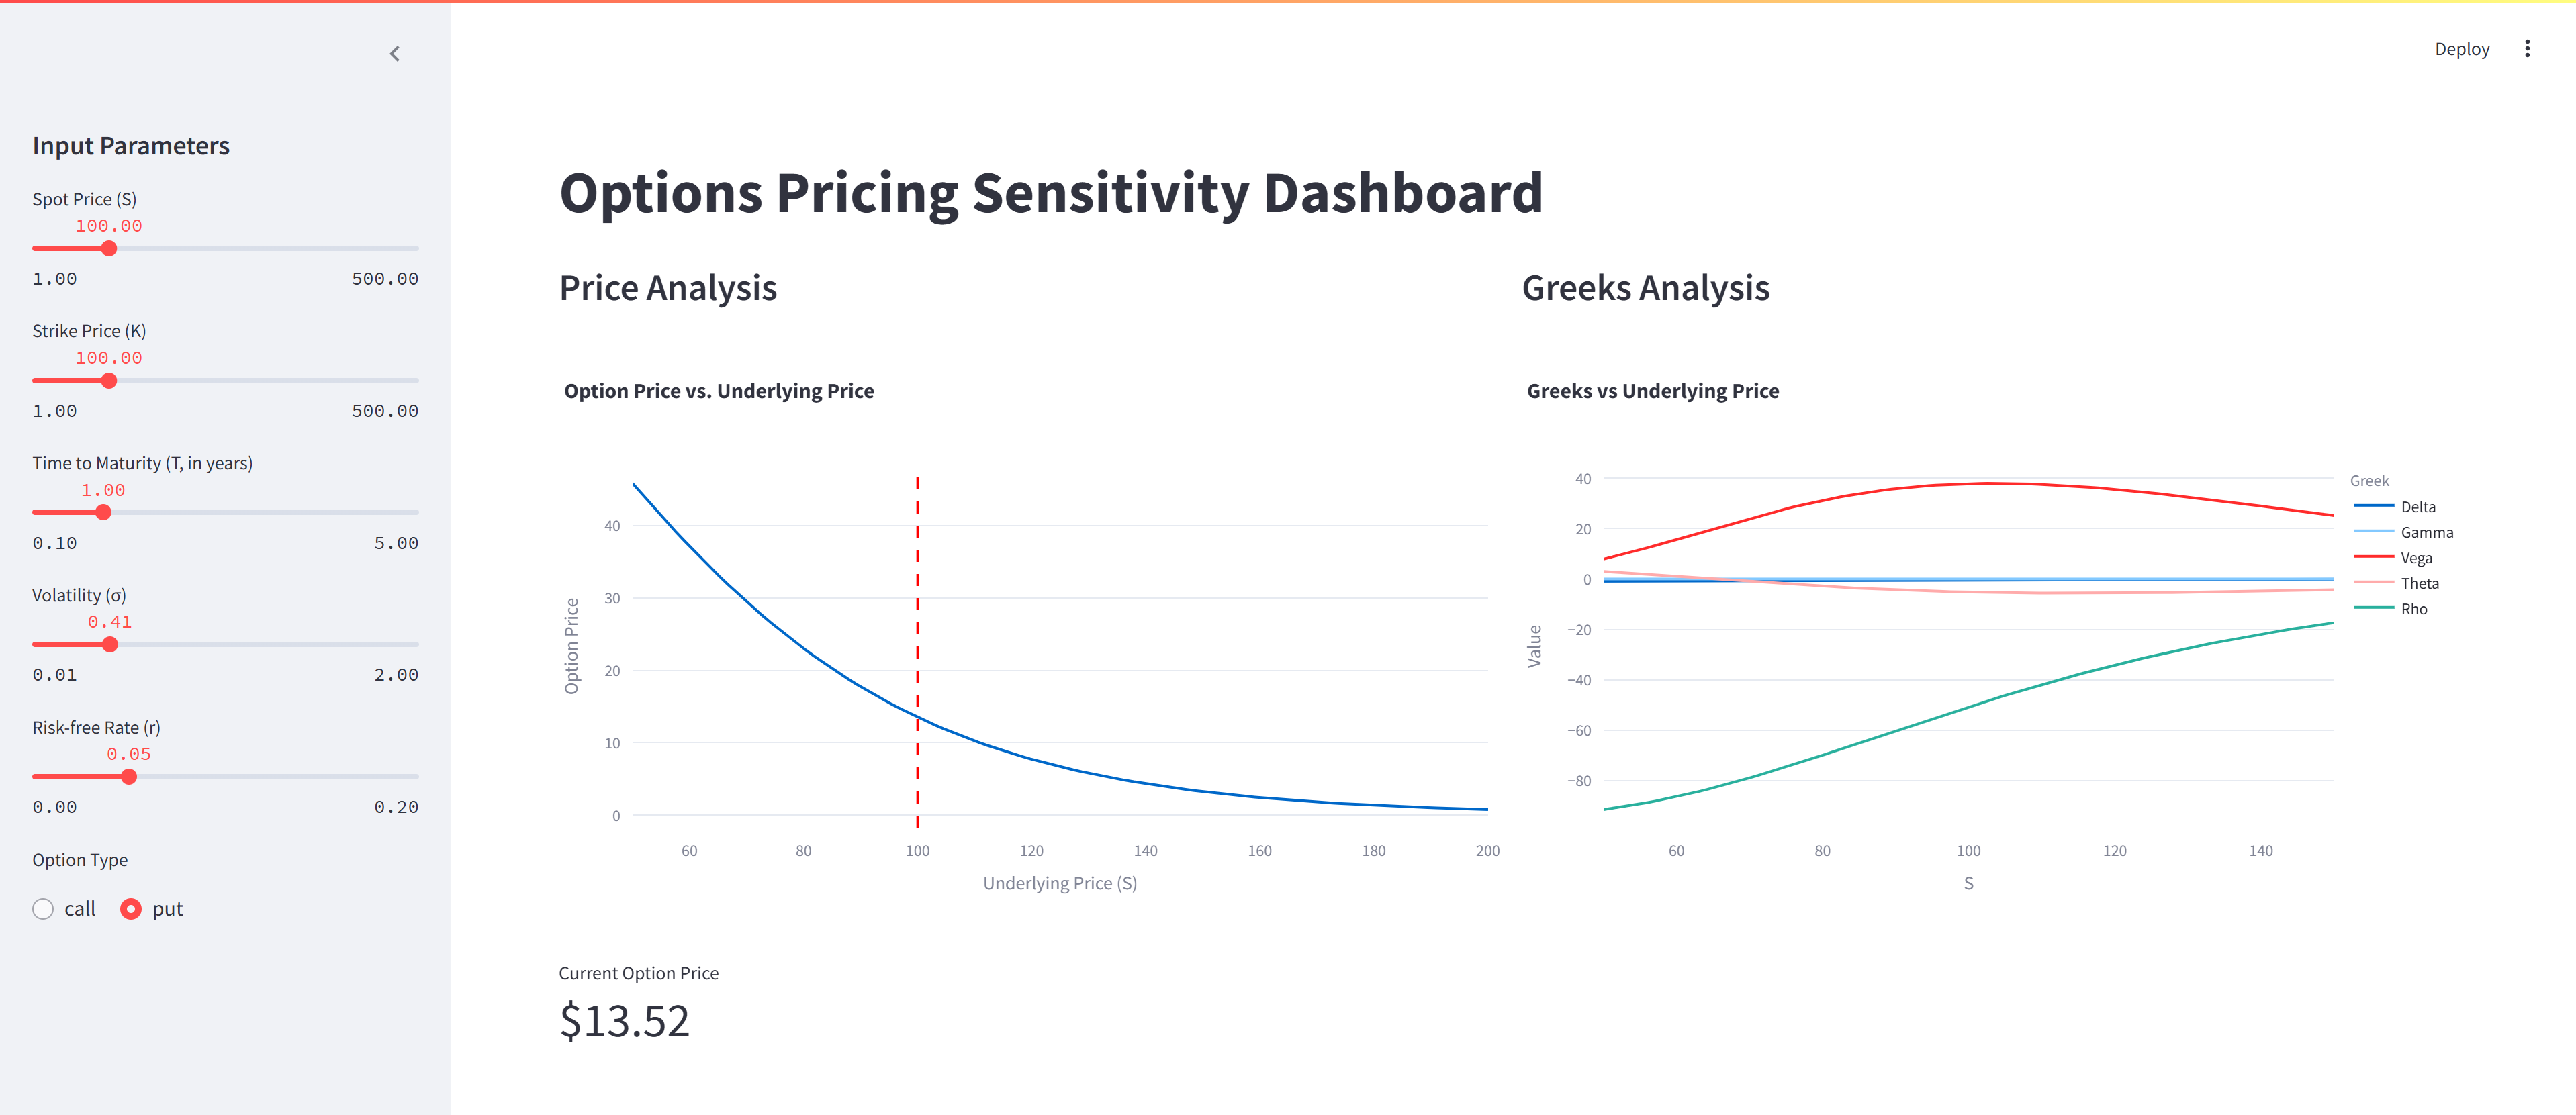 Deploy
Input Parameters
Spot Price (S)
100.00
1.00 500.00
Strike Price (K)
100.00
1.00 500.00
Time to Maturity (T, in years)
1.00
0.10 5.00
Volatility (σ)
0.41
0.01 2.00
Risk-free Rate (r)
0.05
0.00 0.20
Option Type
call put
Options Pricing Sensitivity Dashboard
Price Analysis
Option Price vs. Underlying Price
Option Price
40
30
20
10
0
60 80 100 120 140 160 180 200
Underlying Price (S)
Current Option Price
$13.52
Greeks Analysis
Greeks vs Underlying Price
Value
40
20
0
−20
−40
−60
−80
60 80 100 120 140
S
Greek
Delta
Gamma
Vega
Theta
Rho